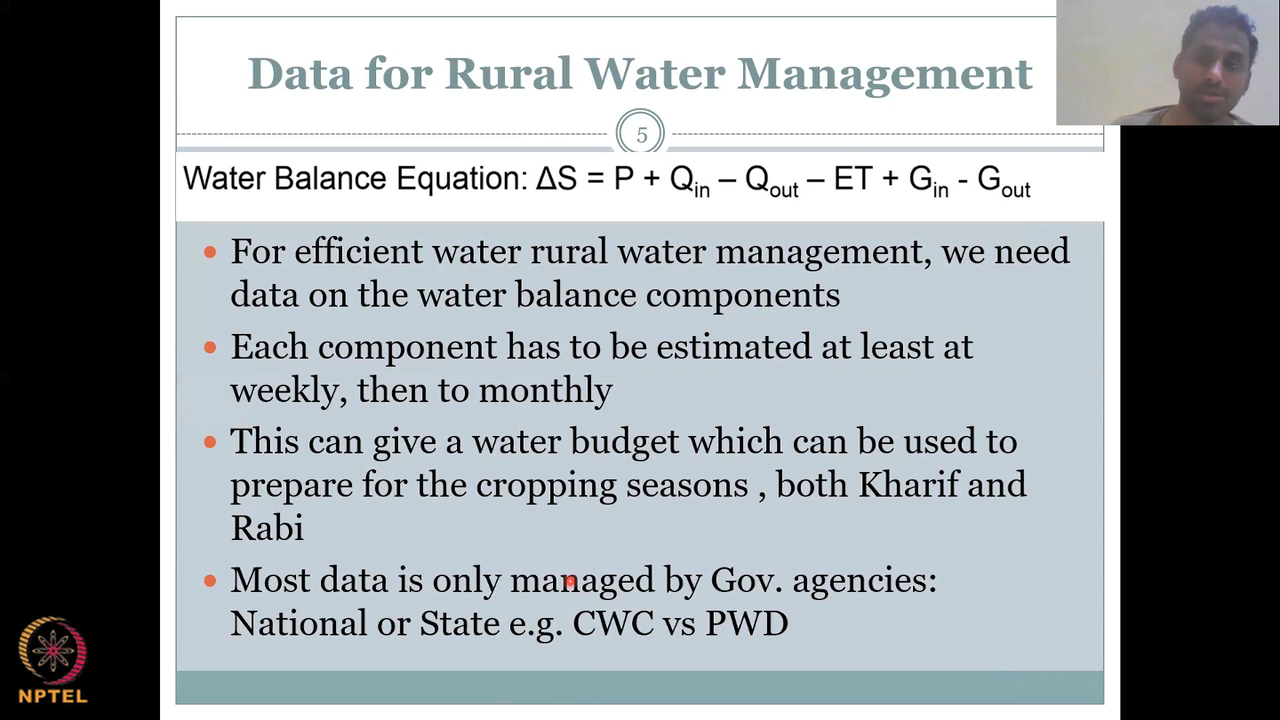 Data for Rural Water Management
5
Water Balance Equation: ΔS = P + Qin – Qout – ET + Gin - Gout
For efficient water rural water management, we need
data on the water balance components
Each component has to be estimated at least at
weekly, then to monthly
This can give a water budget which can be used to
prepare for the cropping seasons , both Kharif and
Rabi
Most data is only managed by Gov. agencies:
National or State e.g. CWC vs PWD
NPTEL